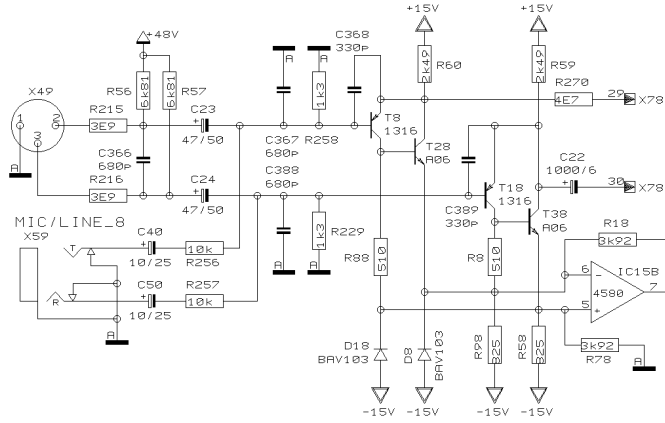 +15V +15V
+48V
C368
330p
2k49
R60
2k49
R59
R270
4E7
29
X78
X49
R56
6k81
6k81
R57
A
A
1k3
R215
C23
T8
1316
1
2
3
3E9
+
47/50
C367
680p
R258
T28
A06
C366
680p
C388
680p
C22
1000/6
+
30
X78
R216
3E9
C24
+
47/50
T18
1316
C389
330p
T38
A06
A
MIC/LINE_8
X59
C40
+
10/25
10k
R256
1k3
R229
R18
3k92
T
R88
510
R8
510
IC15B
6
-
4580
7
5
+
C50
+
10/25
R257
10k
R
A
A
A
D18
BAV103
D8
BAV103
R98
825
R58
825
3k92
R78
A
-15V -15V -15V -15V